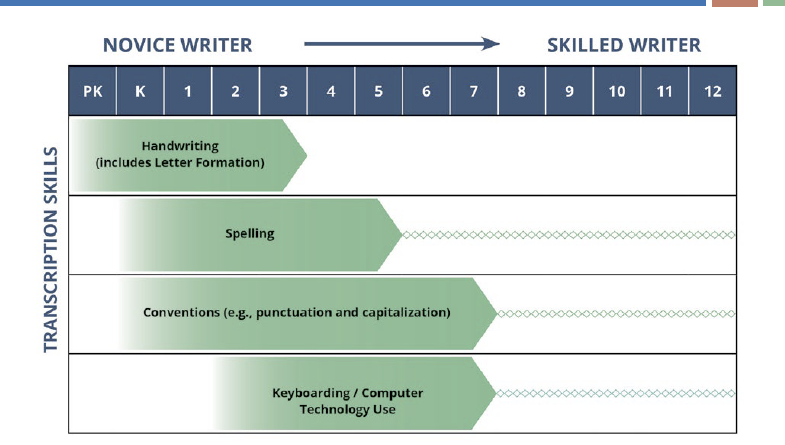 NOVICE WRITER
SKILLED WRITER
PK K 1 2 3 4 5 6 7 8 9 10 11 12
TRANSCRIPTION SKILLS
Handwriting
(includes Letter Formation)
Spelling
Conventions (e.g., punctuation and capitalization)
Keyboarding / Computer
Technology Use